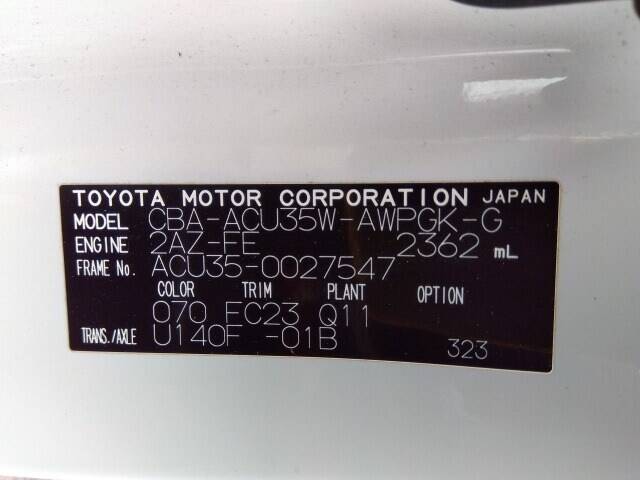 TOYOTA MOTOR CORPORATION JAPAN
MODEL CBA-ACU35W-AWPGK-G
ENGINE 2AZ-FE 2362 mL
FRAME No. ACU35-0027547
COLOR TRIM PLANT OPTION
070 FC23 Q11
TRANS./AXLE U140F -01B 323